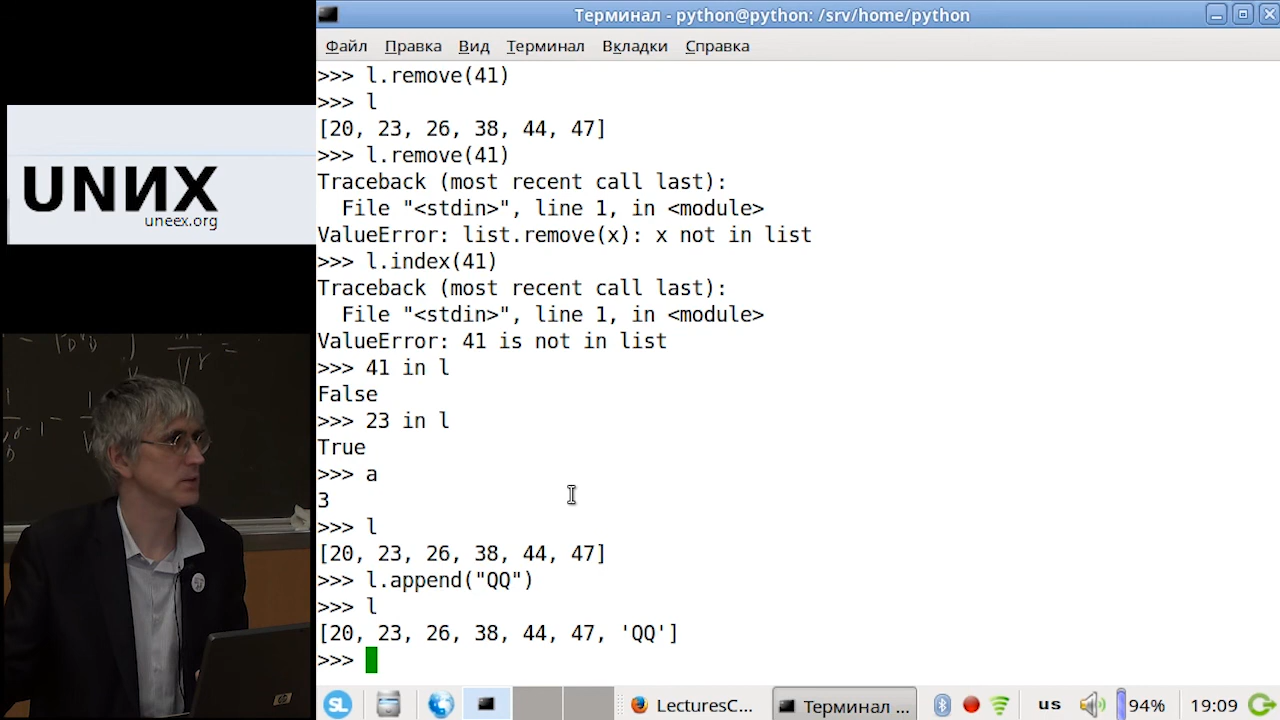 Терминал - python@python: /srv/home/python
Файл Правка Вид Терминал Вкладки Справка
>>> l.remove(41)
>>> l
[20, 23, 26, 38, 44, 47]
>>> l.remove(41)
Traceback (most recent call last):
  File "<stdin>", line 1, in <module>
ValueError: list.remove(x): x not in list
>>> l.index(41)
Traceback (most recent call last):
  File "<stdin>", line 1, in <module>
ValueError: 41 is not in list
>>> 41 in l
False
>>> 23 in l
True
>>> a
3
>>> l
[20, 23, 26, 38, 44, 47]
>>> l.append("QQ")
>>> l
[20, 23, 26, 38, 44, 47, 'QQ']
>>>
SL LecturesC... Терминал ... us 94% 19:09
UNИX
uneex.org
hp